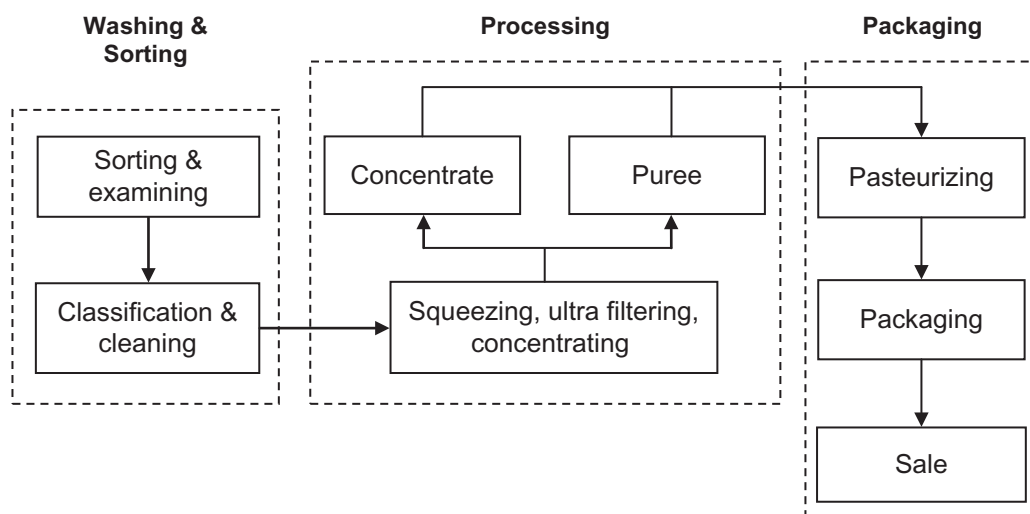 Washing &
Sorting
Processing
Packaging
Sorting &
examining
Concentrate
Puree
Pasteurizing
Classification &
cleaning
Squeezing, ultra filtering,
concentrating
Packaging
Sale